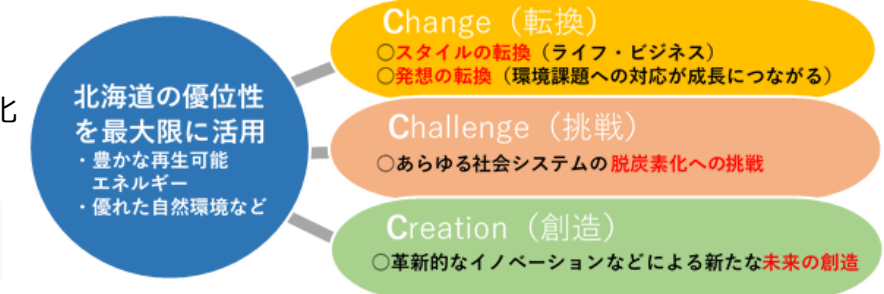 化
北海道の優位性
を最大限に活用
・豊かな再生可能
エネルギー
・優れた自然環境など
Change（転換）
○スタイルの転換（ライフ・ビジネス）
○発想の転換（環境課題への対応が成長につながる）
Challenge（挑戦）
○あらゆる社会システムの脱炭素化への挑戦
Creation（創造）
○革新的なイノベーションなどによる新たな未来の創造